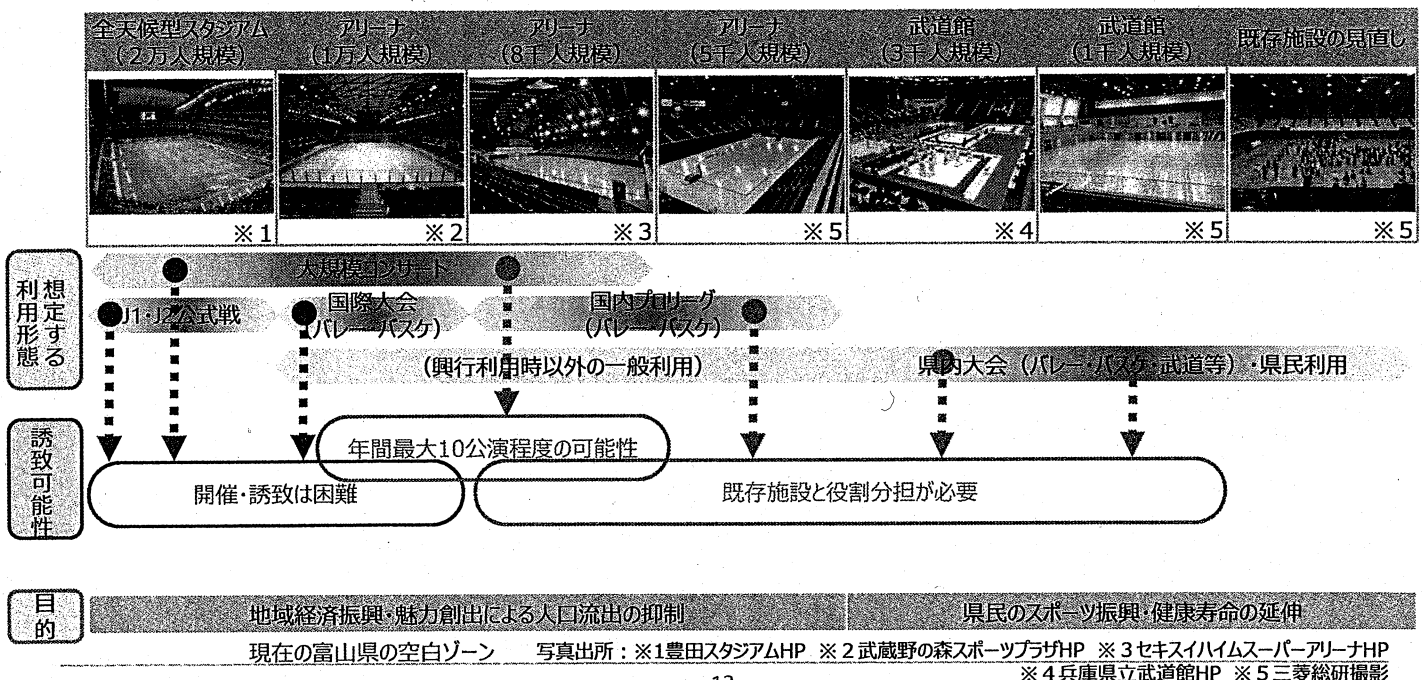 全天候型スタジアム
（２万人規模）
アリーナ
（1万人規模）
アリーナ
（8千人規模）
アリーナ
（5千人規模）
武道館
（3千人規模）
武道館
（1千人規模）
既存施設の見直し
※１
※２
※３
※５
※４
※５
※５
想定する
利用形態
大規模コンサート
J1・J2公式戦
国際大会
（バレー・バスケ）
国内プロリーグ
（バレー・バスケ）
（興行利用時以外の一般利用）
県内大会（バレー・バスケ・武道等）・県民利用
誘致可能性
年間最大10公演程度の可能性
開催・誘致は困難
既存施設と役割分担が必要
目的
地域経済振興・魅力創出による人口流出の抑制
県民のスポーツ振興・健康寿命の延伸
現在の富山県の空白ゾーン
写真出所：※1豊田スタジアムHP ※２武蔵野の森スポーツプラザHP ※３セキスイハイムスーパーアリーナHP
※４兵庫県立武道館HP ※５三菱総研撮影
12